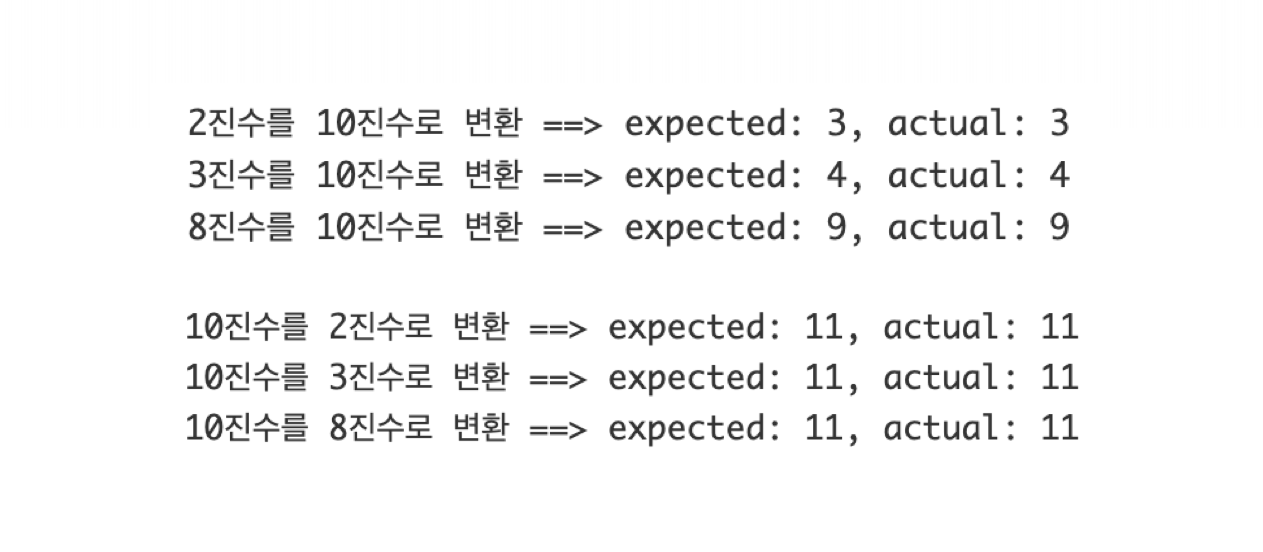 2진수를 10진수로 변환 ==> expected: 3, actual: 3
3진수를 10진수로 변환 ==> expected: 4, actual: 4
8진수를 10진수로 변환 ==> expected: 9, actual: 9
10진수를 2진수로 변환 ==> expected: 11, actual: 11
10진수를 3진수로 변환 ==> expected: 11, actual: 11
10진수를 8진수로 변환 ==> expected: 11, actual: 11